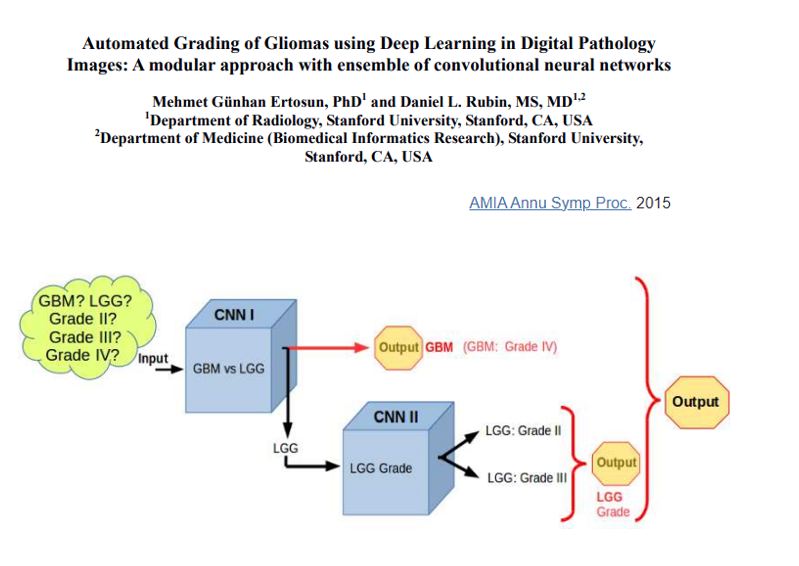 Automated Grading of Gliomas using Deep Learning in Digital Pathology
Images: A modular approach with ensemble of convolutional neural networks
Mehmet Günhan Ertosun, PhD¹ and Daniel L. Rubin, MS, MD¹,²
¹Department of Radiology, Stanford University, Stanford, CA, USA
²Department of Medicine (Biomedical Informatics Research), Stanford University,
Stanford, CA, USA
AMIA Annu Symp Proc. 2015
GBM? LGG?
Grade II?
Grade III?
Grade IV?
Input
CNN I
GBM vs LGG
Output GBM (GBM: Grade IV)
LGG
CNN II
LGG Grade
LGG: Grade II
LGG: Grade III
Output
LGG
Grade
Output